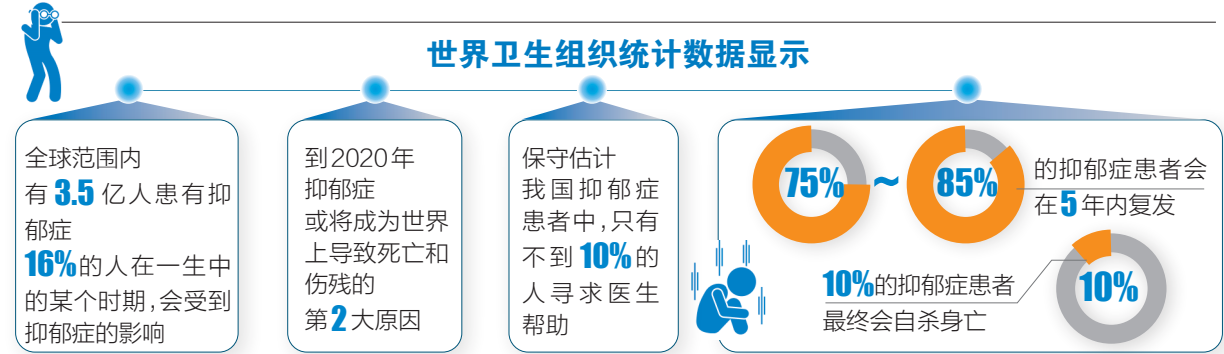 世界卫生组织统计数据显示
全球范围内
有3.5亿人患有抑
郁症
16%的人在一生中
的某个时期,会受到
抑郁症的影响
到2020年
抑郁症
或将成为世界
上导致死亡和
伤残的
第2大原因
保守估计
我国抑郁症
患者中,只有
不到10%的
人寻求医生
帮助
75%~85%的抑郁症患者会
在5年内复发
10%的抑郁症患者
最终会自杀身亡
10%